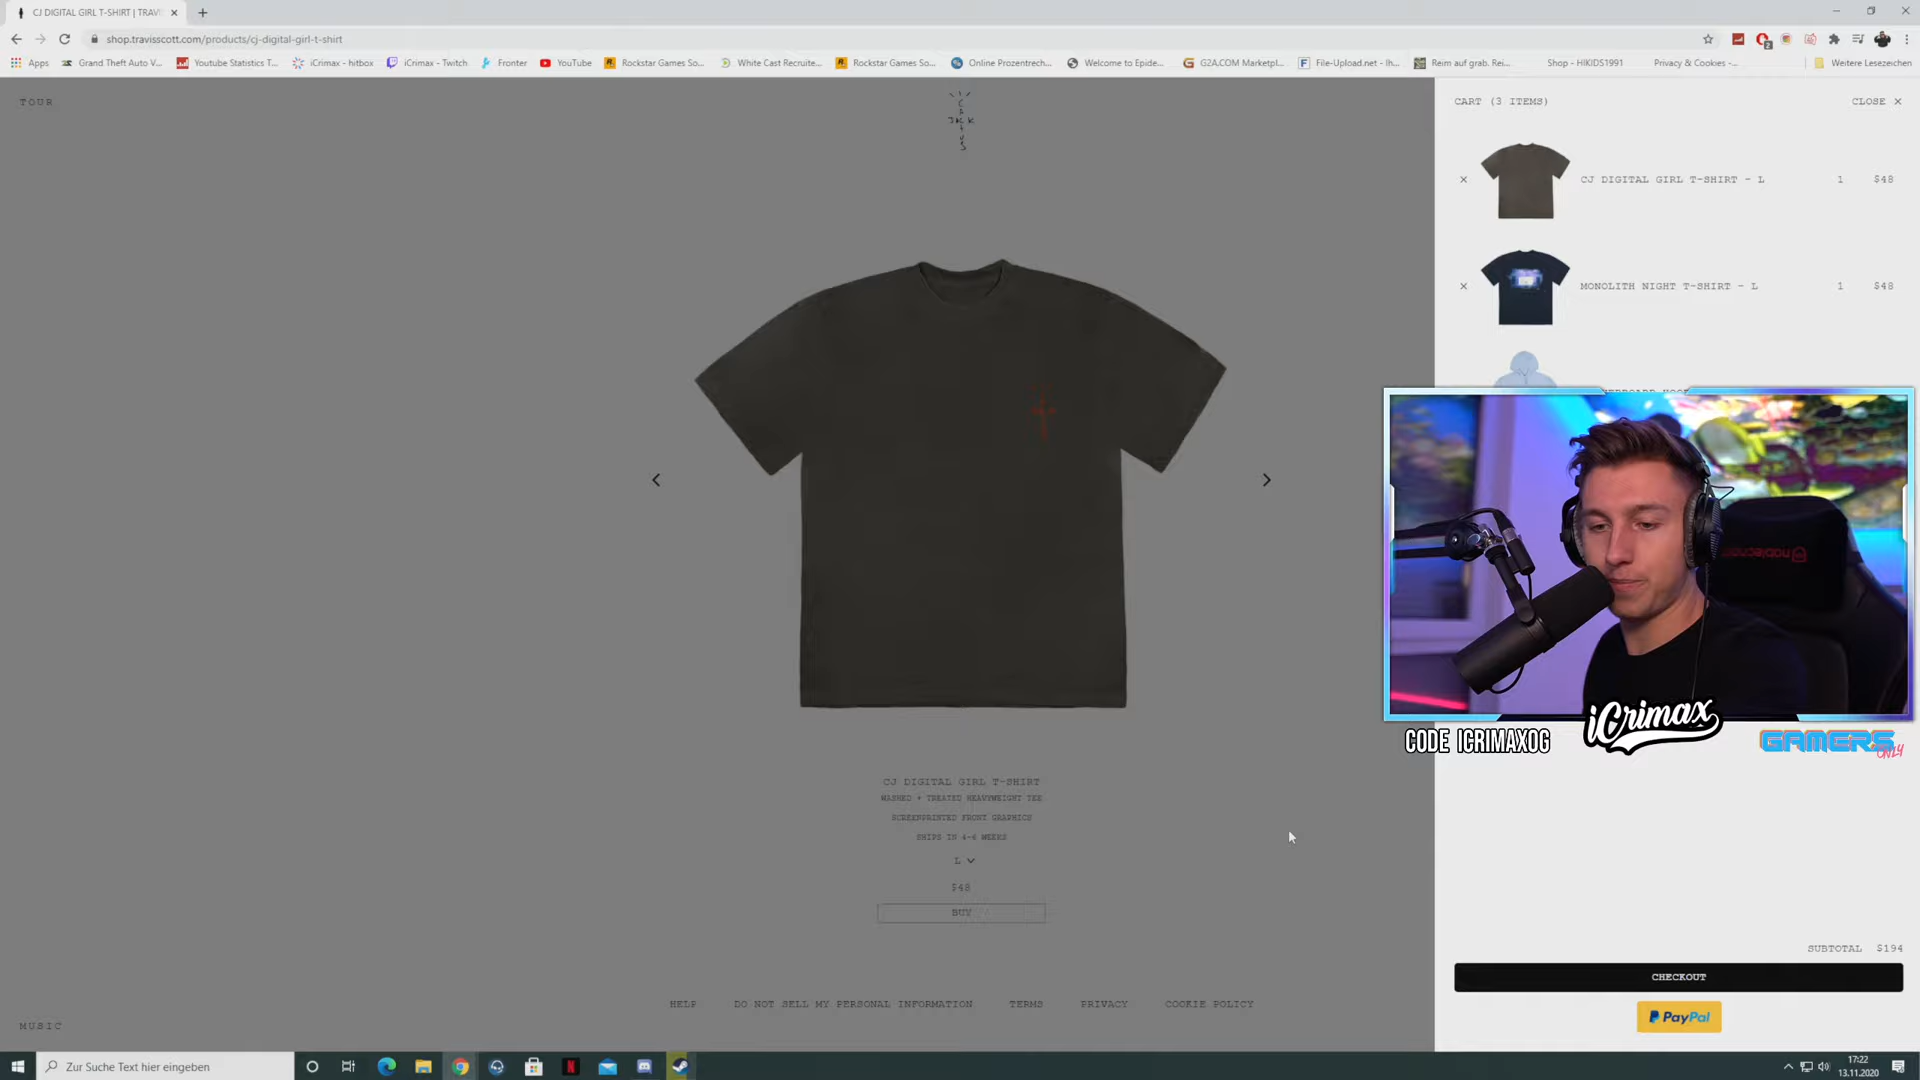 CJ DIGITAL GIRL T-SHIRT | TRAVI
shop.travisscott.com/products/cj-digital-girl-t-shirt
Apps
Grand Theft Auto V...
Youtube Statistics T...
iCrimax - hitbox
iCrimax - Twitch
Fronter
YouTube
Rockstar Games So...
White Cast Recruite...
Rockstar Games So...
Online Prozentrech...
Welcome to Epide...
G2A.COM Marketpl...
File-Upload.net - Ih...
Reim auf grab. Rei...
Shop - HIKIDS1991
Privacy & Cookies -...
Weitere Lesezeichen
TOUR
CART (3 ITEMS)
CLOSE ×
CJ DIGITAL GIRL T-SHIRT - L 1 $48
MONOLITH NIGHT T-SHIRT - L 1 $48
iCrimax
CODE ICRIMAXOG
GAMERS
ONLY
CJ DIGITAL GIRL T-SHIRT
WASHED + TREATED HEAVYWEIGHT TEE
SCREENPRINTED FRONT GRAPHICS
SHIPS IN 4-6 WEEKS
L
$48
BUY
SUBTOTAL $194
CHECKOUT
PayPal
HELP DO NOT SELL MY PERSONAL INFORMATION TERMS PRIVACY COOKIE POLICY
MUSIC
Zur Suche Text hier eingeben
17:22
13.11.2020